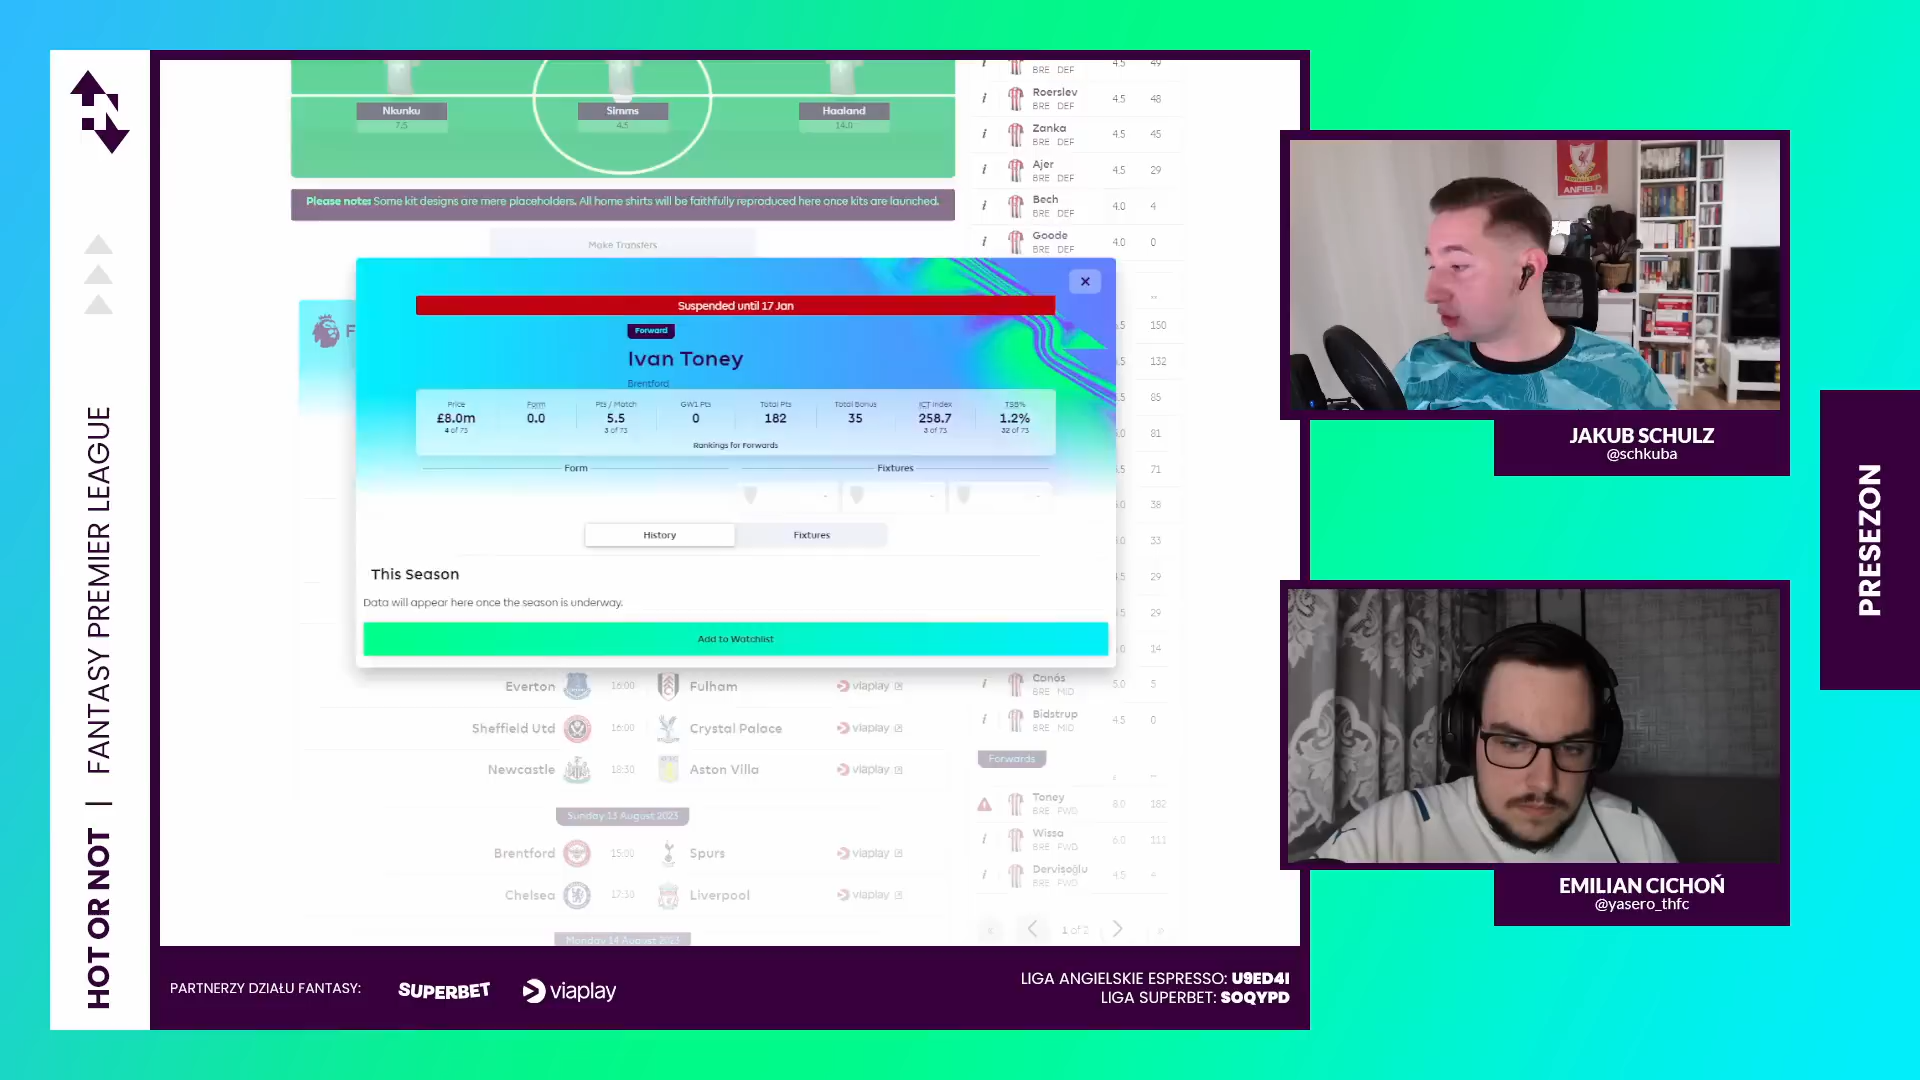 HOT OR NOT | FANTASY PREMIER LEAGUE
Nkunku
7.5
Simms
4.5
Haaland
14.0
Please note: Some kit designs are mere placeholders. All home shirts will be faithfully reproduced here once kits are launched.
Make Transfers
BRE DEF 4.5 49
Roerslev
BRE DEF 4.5 48
Zanka
BRE DEF 4.5 45
Ajer
BRE DEF 4.5 29
Bech
BRE DEF 4.0 4
Goode
BRE DEF 4.0 0
150
132
85
81
71
38
33
29
29
14
Suspended until 17 Jan
Forward
Ivan Toney
Brentford
Price Form Pts / Match GW1 Pts Total Pts Total Bonus ICT Index TSB%
£8.0m 0.0 5.5 0 182 35 258.7 1.2%
4 of 73 3 of 73 3 of 73 32 of 73
Rankings for Forwards
Form Fixtures
History Fixtures
This Season
Data will appear here once the season is underway.
Add to Watchlist
Everton 16:00 Fulham viaplay
Sheffield Utd 16:00 Crystal Palace viaplay
Newcastle 18:30 Aston Villa viaplay
Sunday 13 August 2023
Brentford 15:00 Spurs viaplay
Chelsea 17:30 Liverpool viaplay
Monday 14 August 2023
Canós
BRE MID 5.0 5
Bidstrup
BRE MID 4.5 0
Forwards
Toney
BRE FWD 8.0 182
Wissa
BRE FWD 6.0 111
Dervişoğlu
BRE FWD 4.5 4
1 of 2
ANFIELD
JAKUB SCHULZ
@schkuba
EMILIAN CICHOŃ
@yasero_thfc
PRESEZON
PARTNERZY DZIAŁU FANTASY: SUPERBET viaplay
LIGA ANGIELSKIE ESPRESSO: U9ED4I
LIGA SUPERBET: SOQYPD